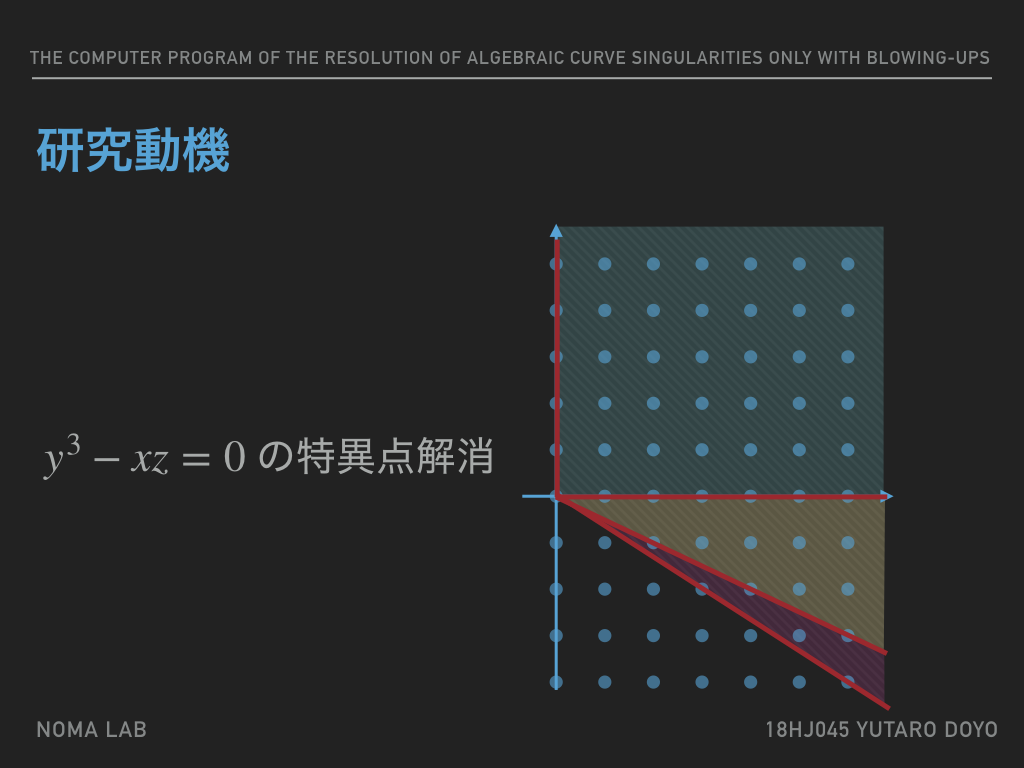 THE COMPUTER PROGRAM OF THE RESOLUTION OF ALGEBRAIC CURVE SINGULARITIES ONLY WITH BLOWING-UPS
研究動機
y³ − xz = 0 の特異点解消
NOMA LAB
18HJ045 YUTARO DOYO